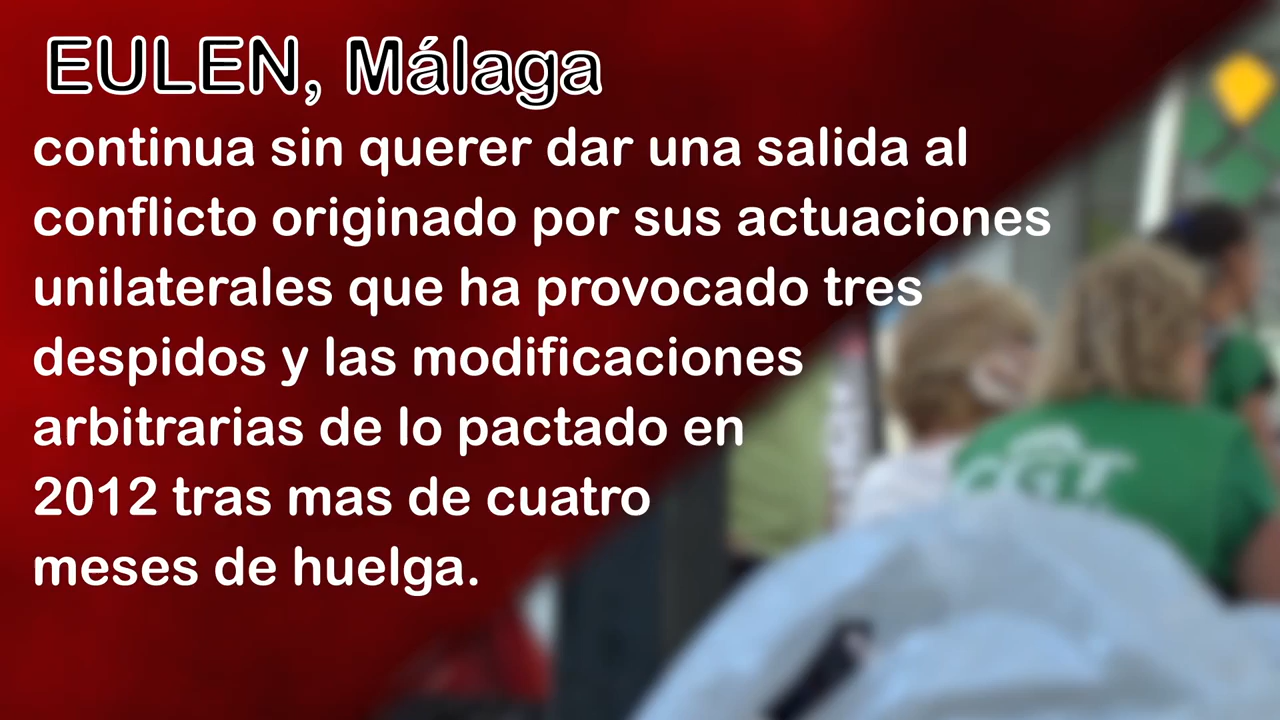 EULEN, Málaga
continua sin querer dar una salida al
conflicto originado por sus actuaciones
unilaterales que ha provocado tres
despidos y las modificaciones
arbitrarias de lo pactado en
2012 tras mas de cuatro
meses de huelga.
CGT